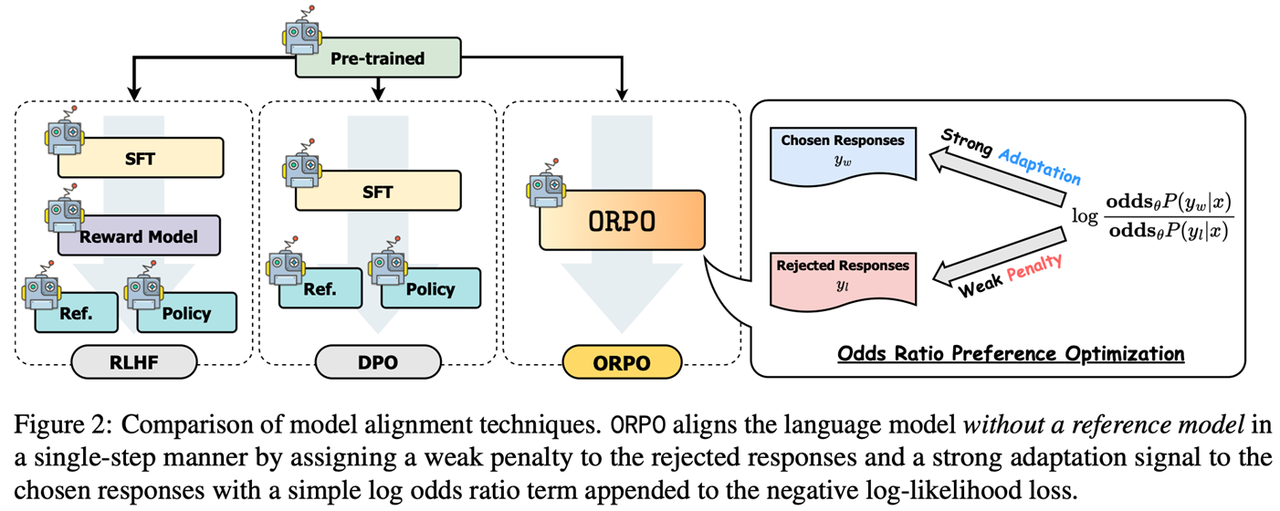 Pre-trained
SFT
Reward Model
Ref.
Policy
RLHF
SFT
Ref.
Policy
DPO
ORPO
ORPO
Chosen Responses
y_w
Rejected Responses
y_l
Strong Adaptation
Weak Penalty
log odds_θP(y_w|x) / odds_θP(y_l|x)
Odds Ratio Preference Optimization
Figure 2: Comparison of model alignment techniques. ORPO aligns the language model without a reference model in
a single-step manner by assigning a weak penalty to the rejected responses and a strong adaptation signal to the
chosen responses with a simple log odds ratio term appended to the negative log-likelihood loss.